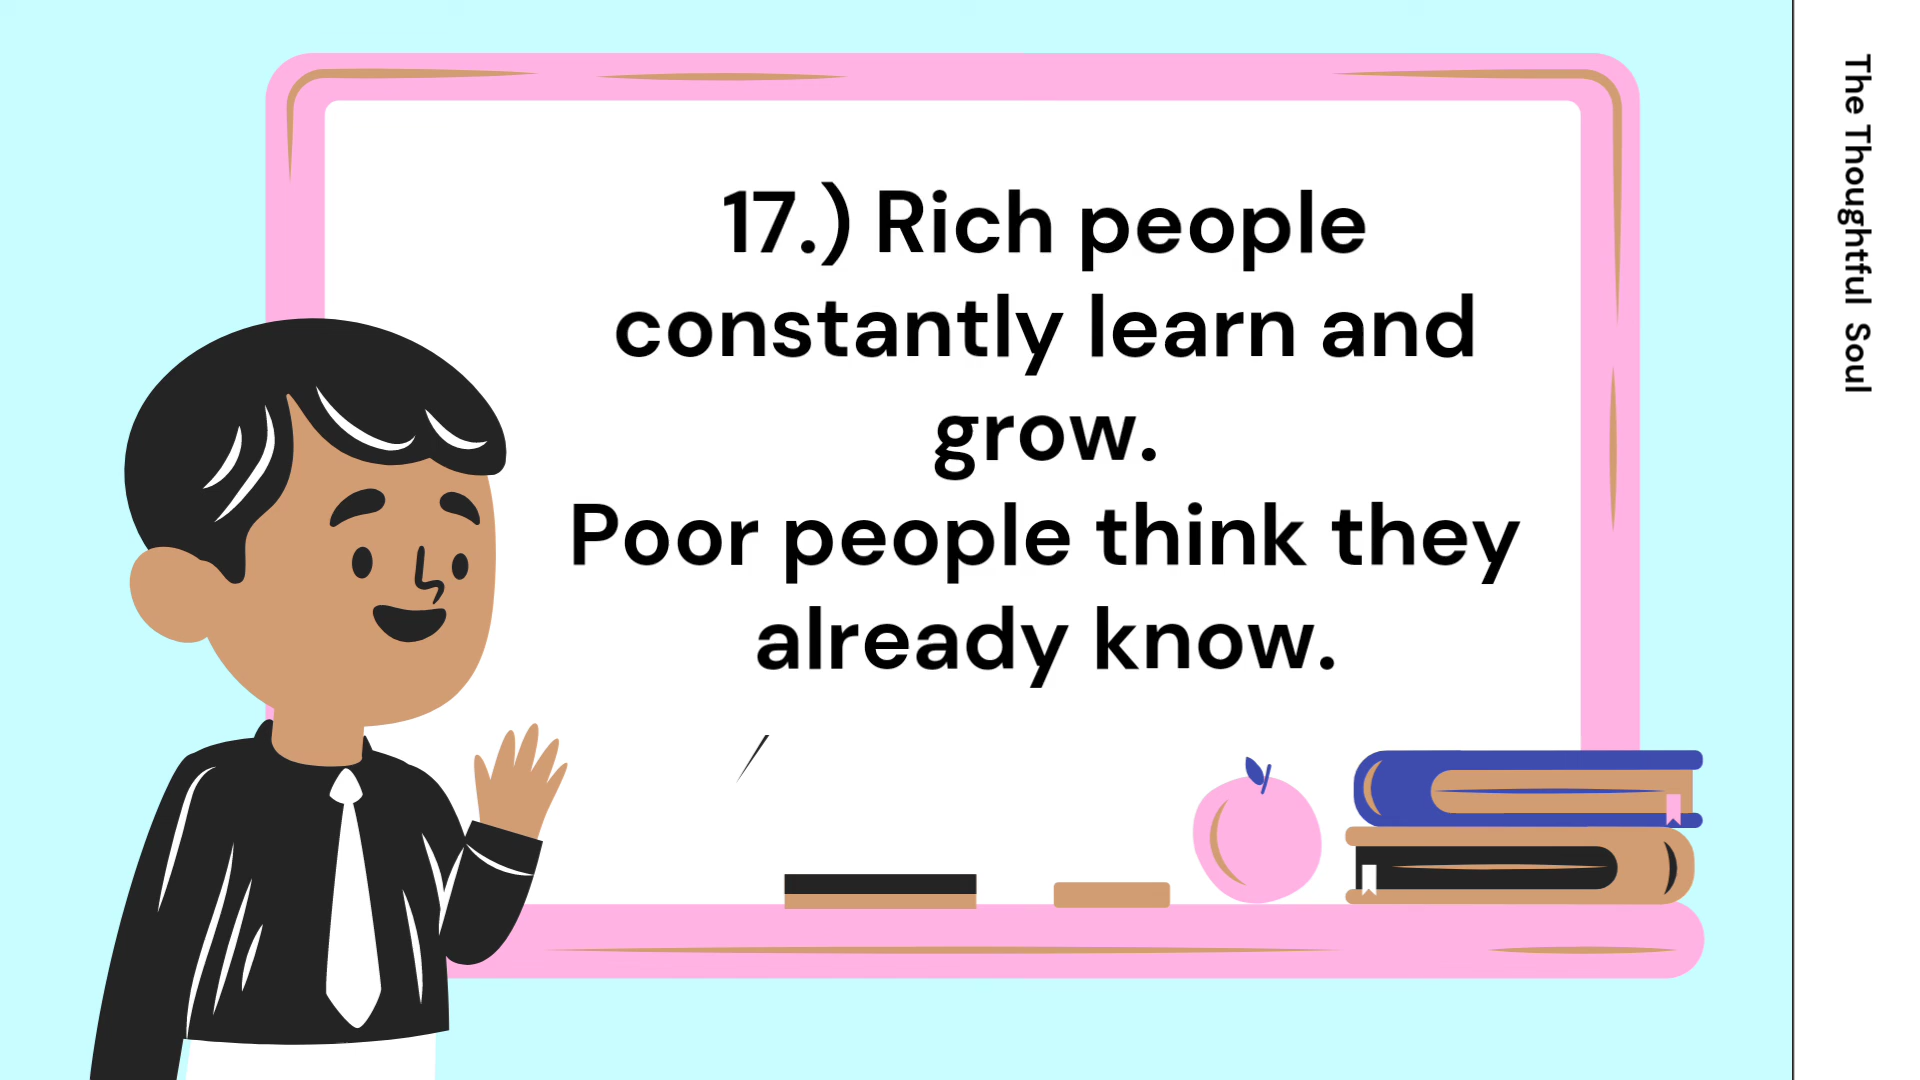 17.) Rich people
constantly learn and
grow.
Poor people think they
already know.
The Thoughtful Soul